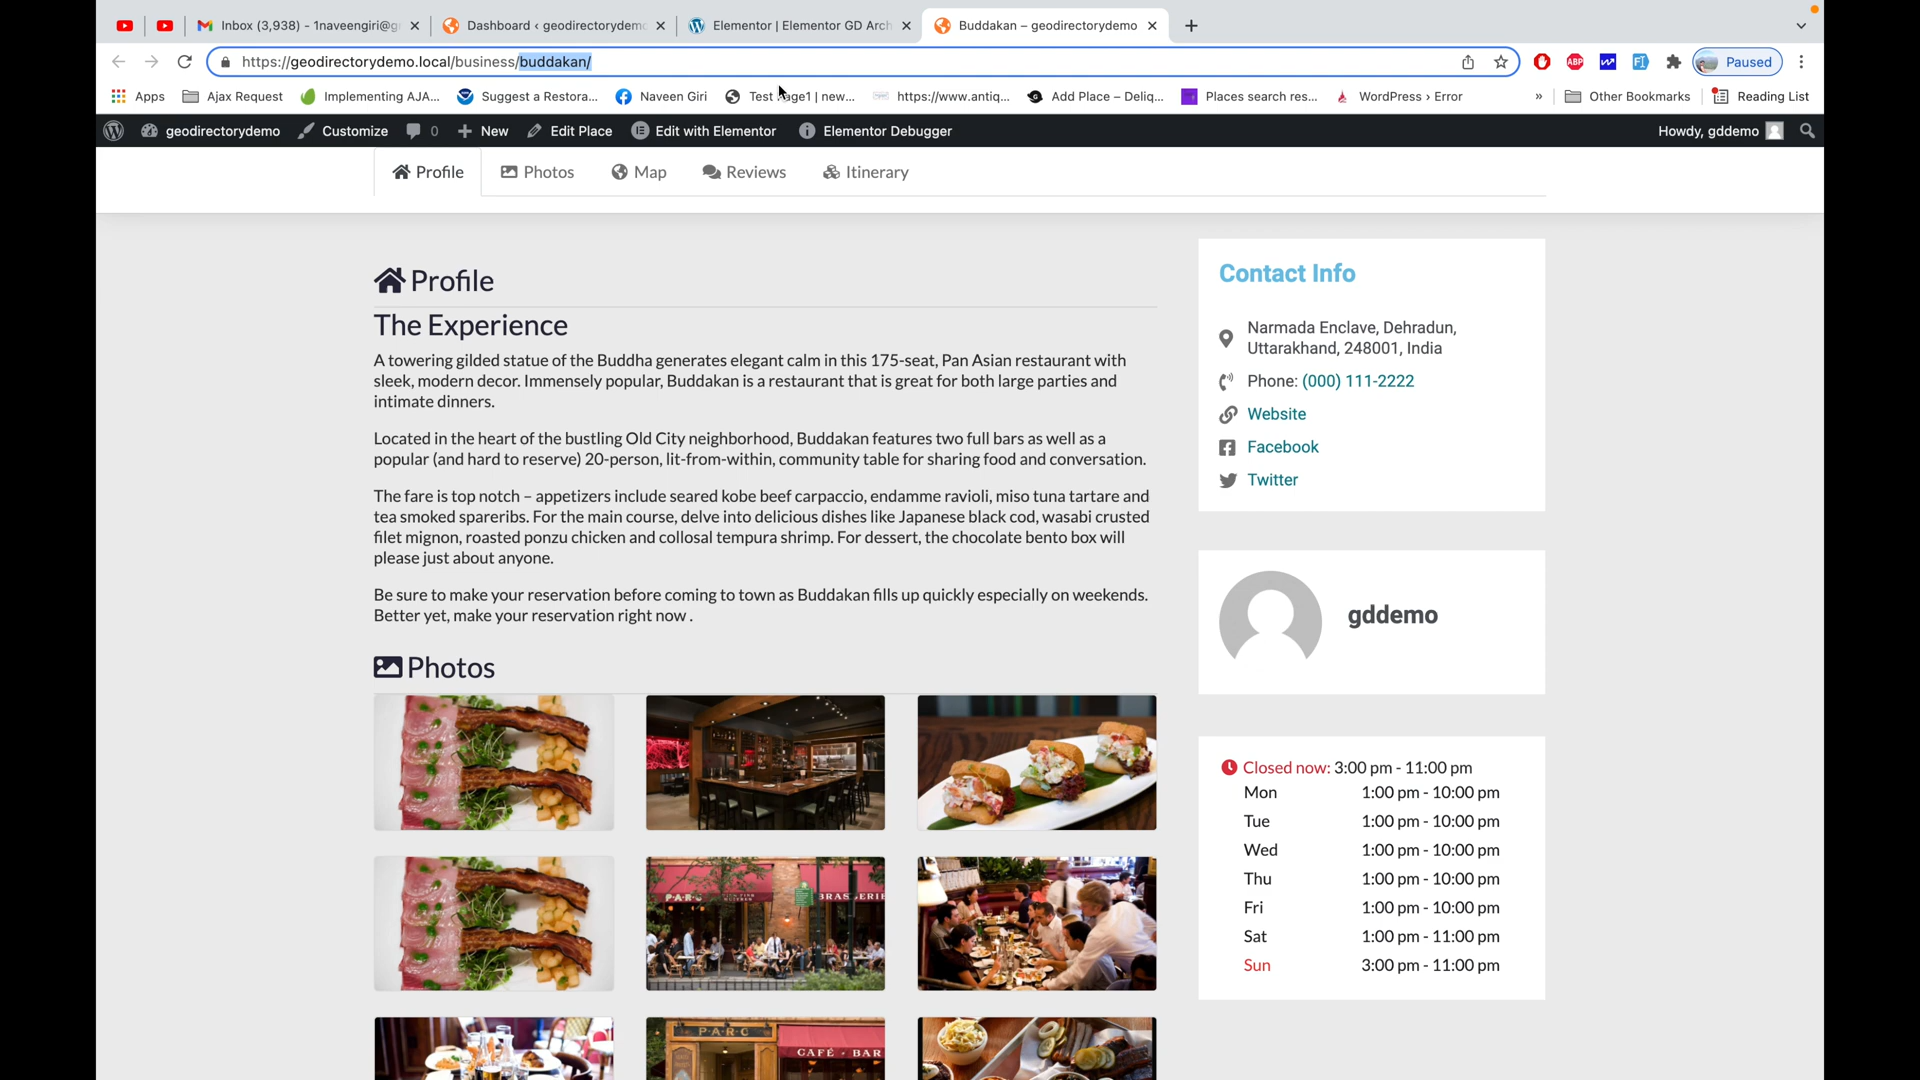 Inbox (3,938) - 1naveengiri@g
Dashboard ‹ geodirectorydemo
Elementor | Elementor GD Arch
Buddakan – geodirectorydemo
https://geodirectorydemo.local/business/buddakan/
ABP
Paused
Apps
Ajax Request
Implementing AJA...
Suggest a Restora...
Naveen Giri
Test Page1 | new...
https://www.antiq...
Add Place – Deliq...
Places search res...
WordPress › Error
»
Other Bookmarks
Reading List
geodirectorydemo
Customize
0
New
Edit Place
Edit with Elementor
Elementor Debugger
Howdy, gddemo
Profile
Photos
Map
Reviews
Itinerary
Profile
The Experience
A towering gilded statue of the Buddha generates elegant calm in this 175-seat, Pan Asian restaurant with
sleek, modern decor. Immensely popular, Buddakan is a restaurant that is great for both large parties and
intimate dinners.
Located in the heart of the bustling Old City neighborhood, Buddakan features two full bars as well as a
popular (and hard to reserve) 20-person, lit-from-within, community table for sharing food and conversation.
The fare is top notch – appetizers include seared kobe beef carpaccio, endamme ravioli, miso tuna tartare and
tea smoked spareribs. For the main course, delve into delicious dishes like Japanese black cod, wasabi crusted
filet mignon, roasted ponzu chicken and collosal tempura shrimp. For dessert, the chocolate bento box will
please just about anyone.
Be sure to make your reservation before coming to town as Buddakan fills up quickly especially on weekends.
Better yet, make your reservation right now .
Photos
PARC
BRASSERIE
PARC
CAFÉ • BAR
Contact Info
Narmada Enclave, Dehradun,
Uttarakhand, 248001, India
Phone: (000) 111-2222
Website
Facebook
Twitter
gddemo
Closed now: 3:00 pm - 11:00 pm
Mon 1:00 pm - 10:00 pm
Tue 1:00 pm - 10:00 pm
Wed 1:00 pm - 10:00 pm
Thu 1:00 pm - 10:00 pm
Fri 1:00 pm - 10:00 pm
Sat 1:00 pm - 11:00 pm
Sun 3:00 pm - 11:00 pm